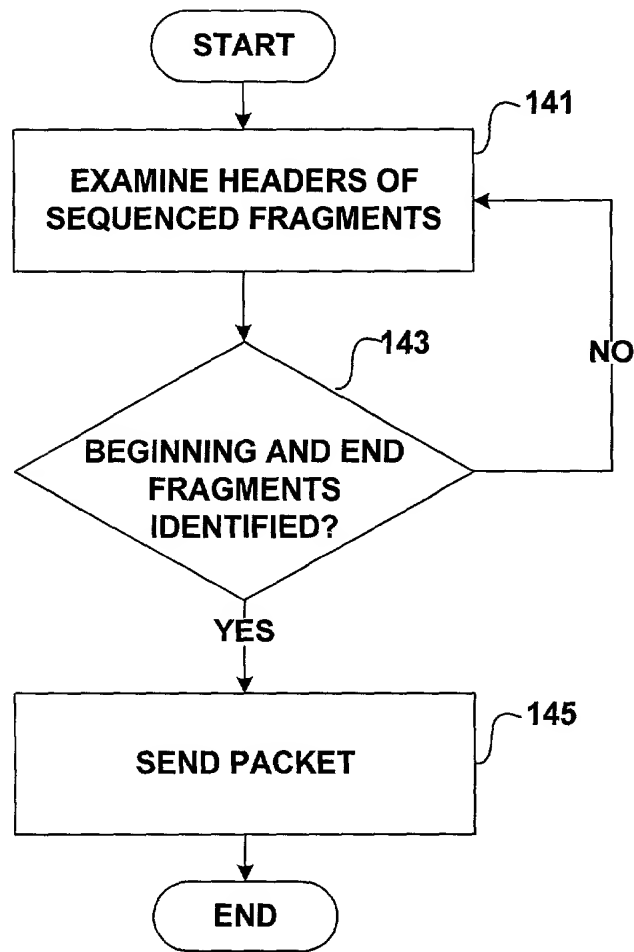 START
141
EXAMINE HEADERS OF
SEQUENCED FRAGMENTS
143
NO
BEGINNING AND END
FRAGMENTS
IDENTIFIED?
YES
145
SEND PACKET
END